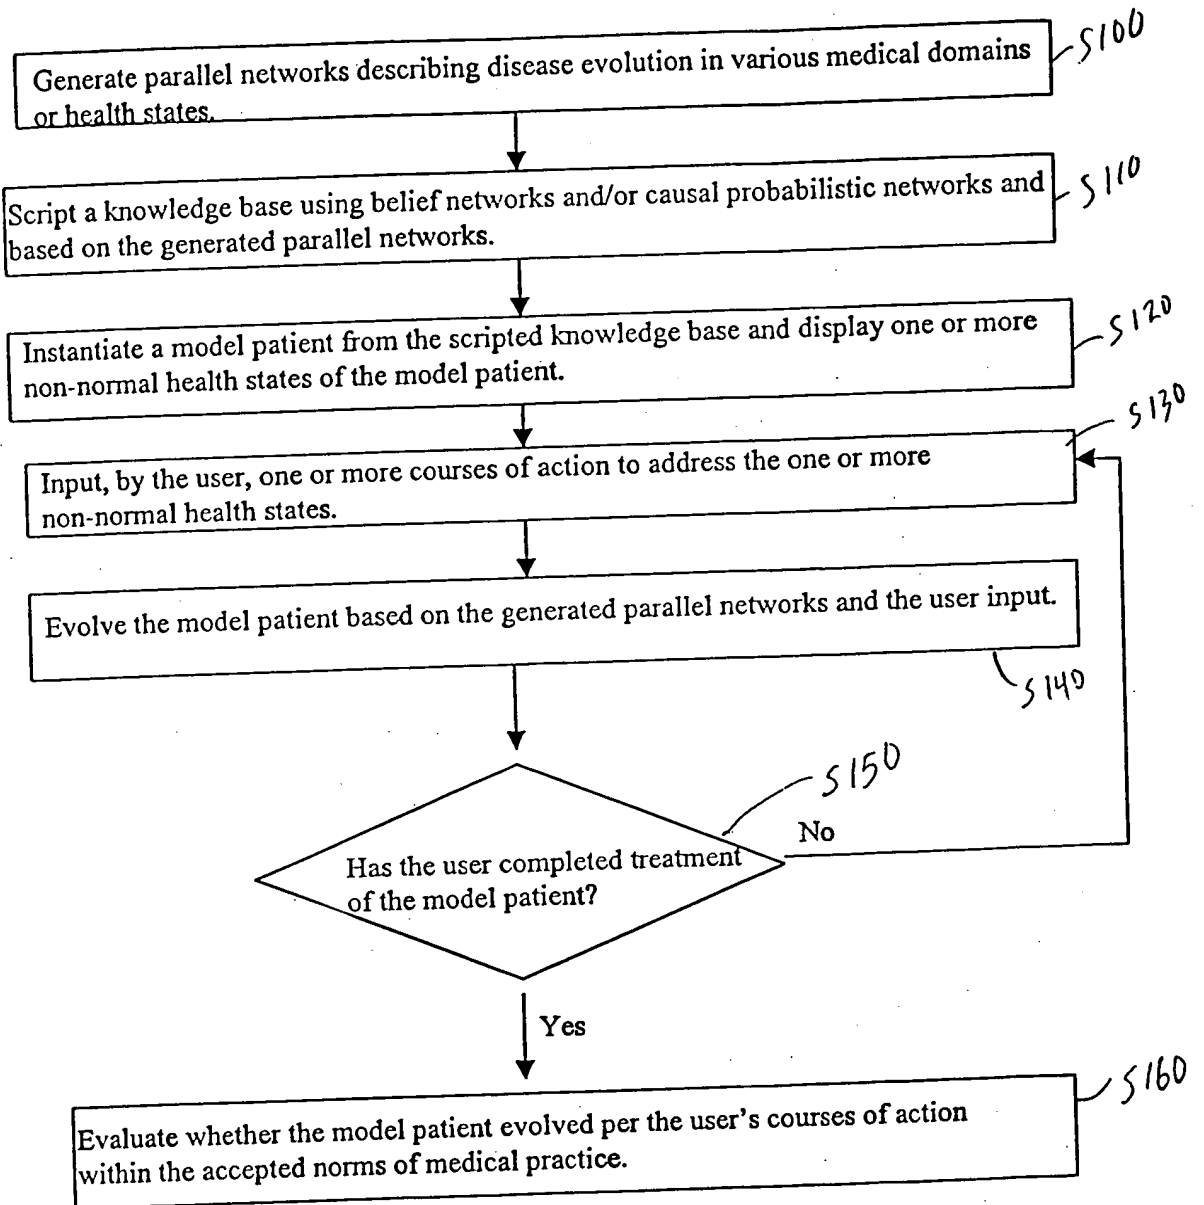 Generate parallel networks describing disease evolution in various medical domains
or health states.
S100
Script a knowledge base using belief networks and/or causal probabilistic networks and
based on the generated parallel networks.
S110
Instantiate a model patient from the scripted knowledge base and display one or more
non-normal health states of the model patient.
S120
S130
Input, by the user, one or more courses of action to address the one or more
non-normal health states.
Evolve the model patient based on the generated parallel networks and the user input.
S140
S150
No
Has the user completed treatment
of the model patient?
Yes
S160
Evaluate whether the model patient evolved per the user's courses of action
within the accepted norms of medical practice.